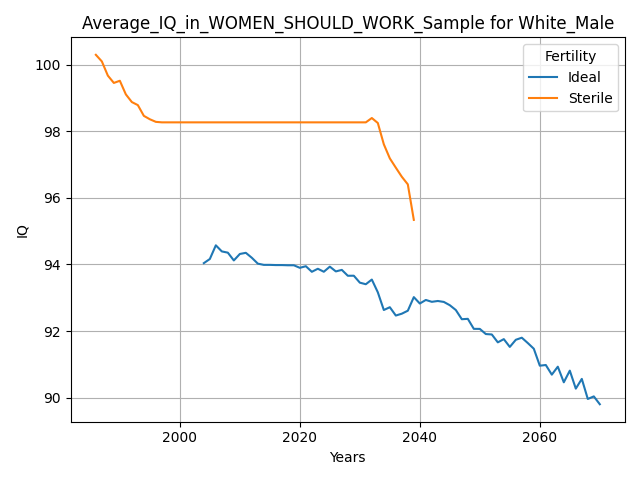 Average_IQ_in_WOMEN_SHOULD_WORK_Sample for White_Male
Fertility
Ideal
Sterile
100
98
96
94
92
90
IQ
2000
2020
2040
2060
Years